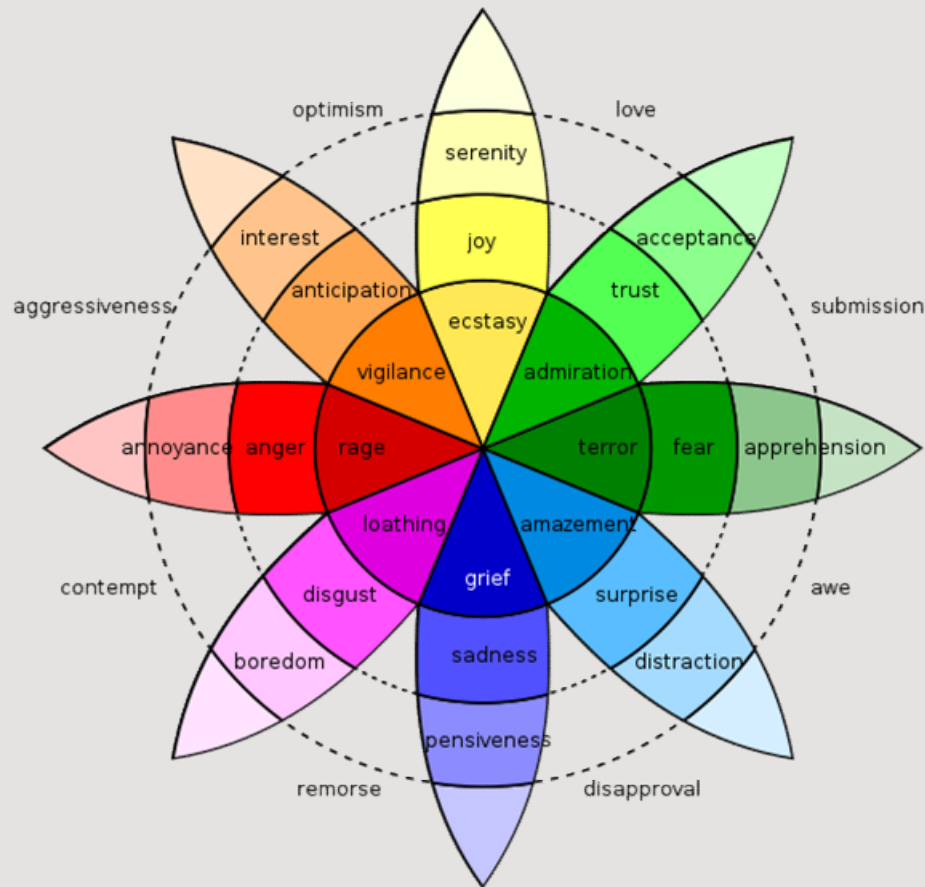 optimism
love
serenity
interest
joy
acceptance
anticipation
trust
aggressiveness
submission
ecstasy
vigilance
admiration
annoyance
anger
rage
terror
fear
apprehension
loathing
amazement
grief
contempt
disgust
surprise
awe
boredom
sadness
distraction
pensiveness
remorse
disapproval